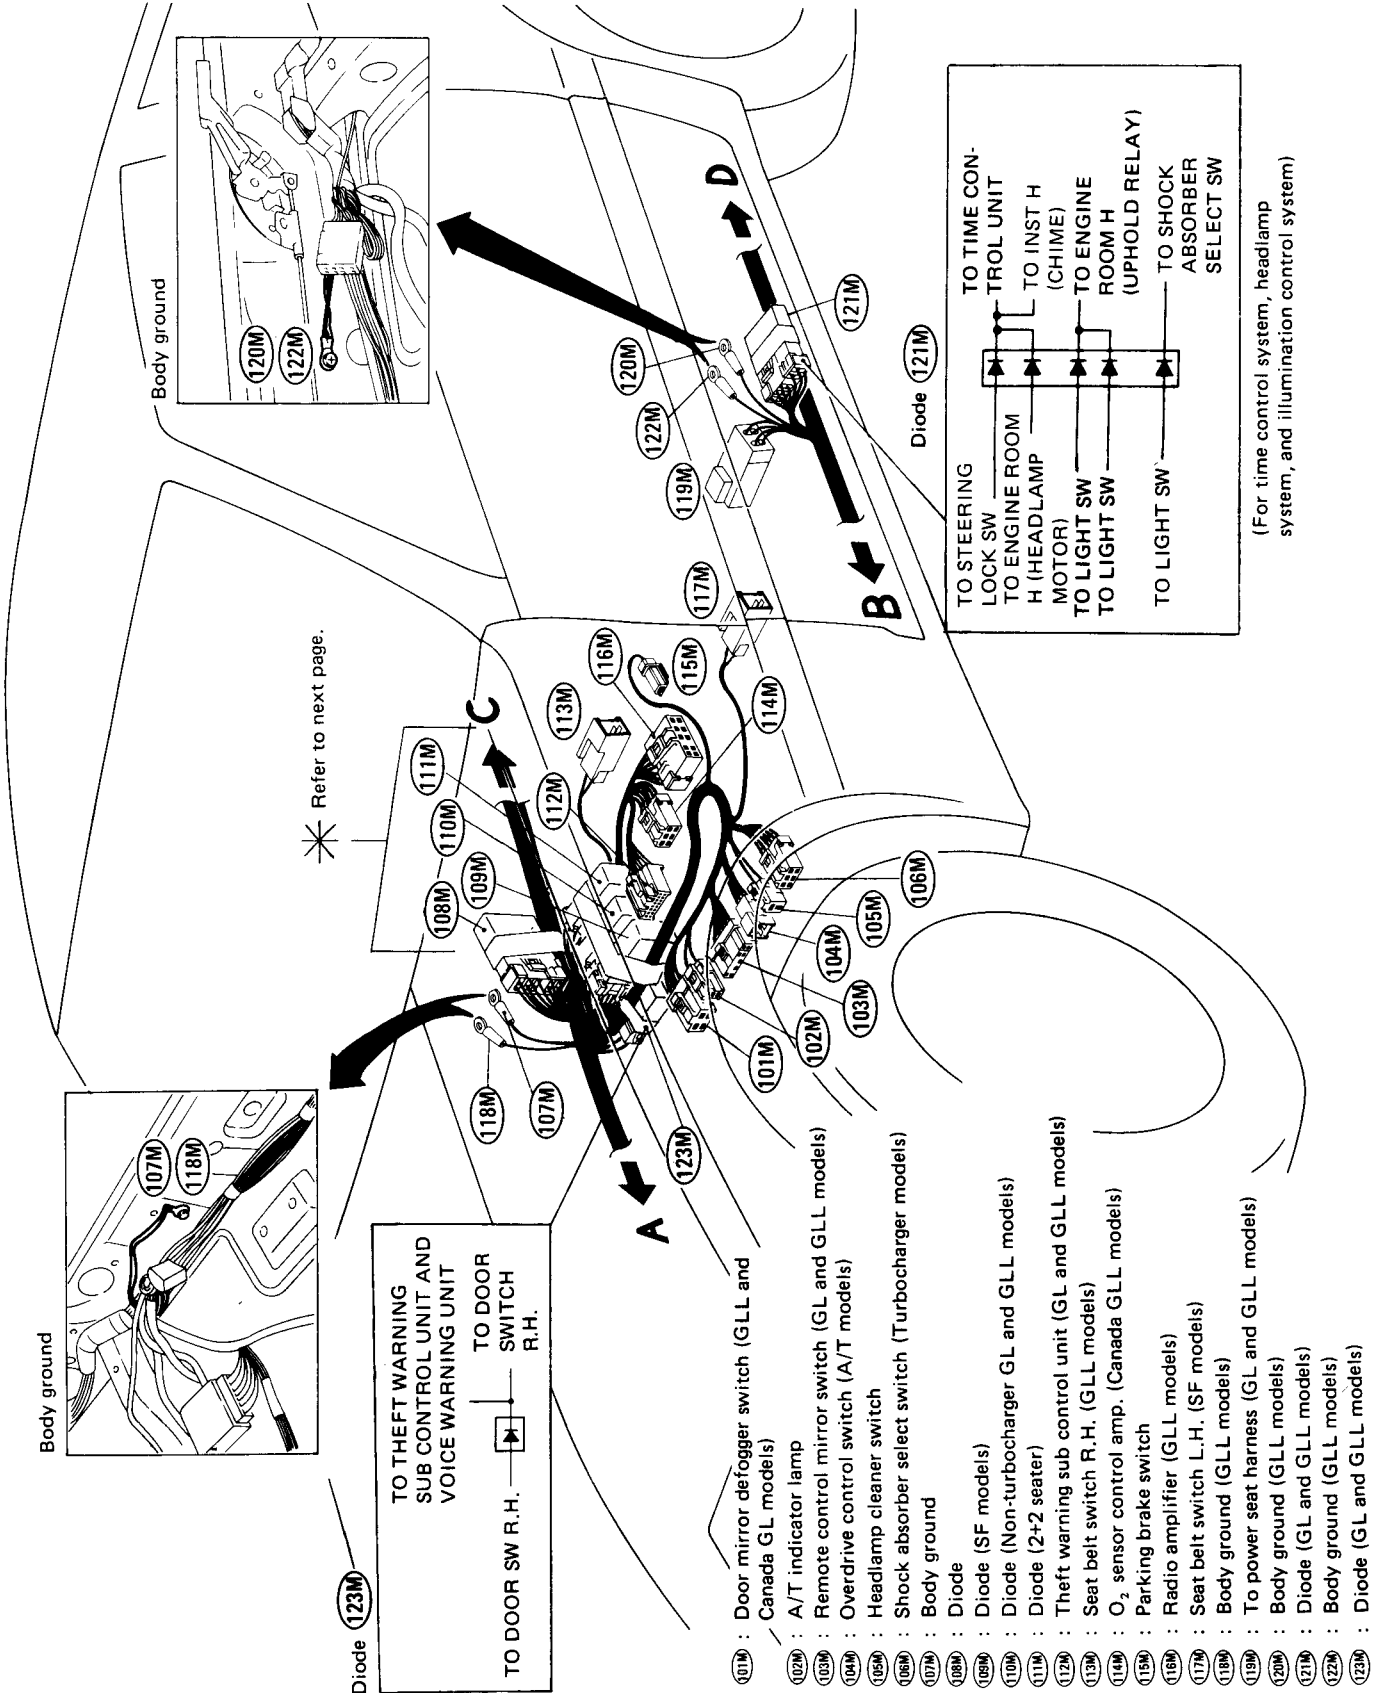 Body ground
107M
118M
Body ground
120M
122M
Diode 123M
TO THEFT WARNING
SUB CONTROL UNIT AND
VOICE WARNING UNIT
TO DOOR SW R.H.
TO DOOR
SWITCH
R.H.
Refer to next page.
A
C
B
D
118M
107M
123M
108M
109M
110M
111M
112M
113M
116M
115M
114M
117M
119M
122M
120M
121M
101M
102M
103M
104M
105M
106M
Diode 121M
TO STEERING
LOCK SW
TO ENGINE ROOM
H (HEADLAMP
MOTOR)
TO LIGHT SW
TO LIGHT SW
TO LIGHT SW
TO TIME CON-
TROL UNIT
TO INST H
(CHIME)
TO ENGINE
ROOM H
(UPHOLD RELAY)
TO SHOCK
ABSORBER
SELECT SW
(For time control system, headlamp
system, and illumination control system)
101M : Door mirror defogger switch (GLL and
Canada GL models)
102M : A/T indicator lamp
103M : Remote control mirror switch (GL and GLL models)
104M : Overdrive control switch (A/T models)
105M : Headlamp cleaner switch
106M : Shock absorber select switch (Turbocharger models)
107M : Body ground
108M : Diode
109M : Diode (SF models)
110M : Diode (Non-turbocharger GL and GLL models)
111M : Diode (2+2 seater)
112M : Theft warning sub control unit (GL and GLL models)
113M : Seat belt switch R.H. (GLL models)
114M : O₂ sensor control amp. (Canada GLL models)
115M : Parking brake switch
116M : Radio amplifier (GLL models)
117M : Seat belt switch L.H. (SF models)
118M : Body ground (GLL models)
119M : To power seat harness (GL and GLL models)
120M : Body ground (GLL models)
121M : Diode (GL and GLL models)
122M : Body ground (GLL models)
123M : Diode (GL and GLL models)